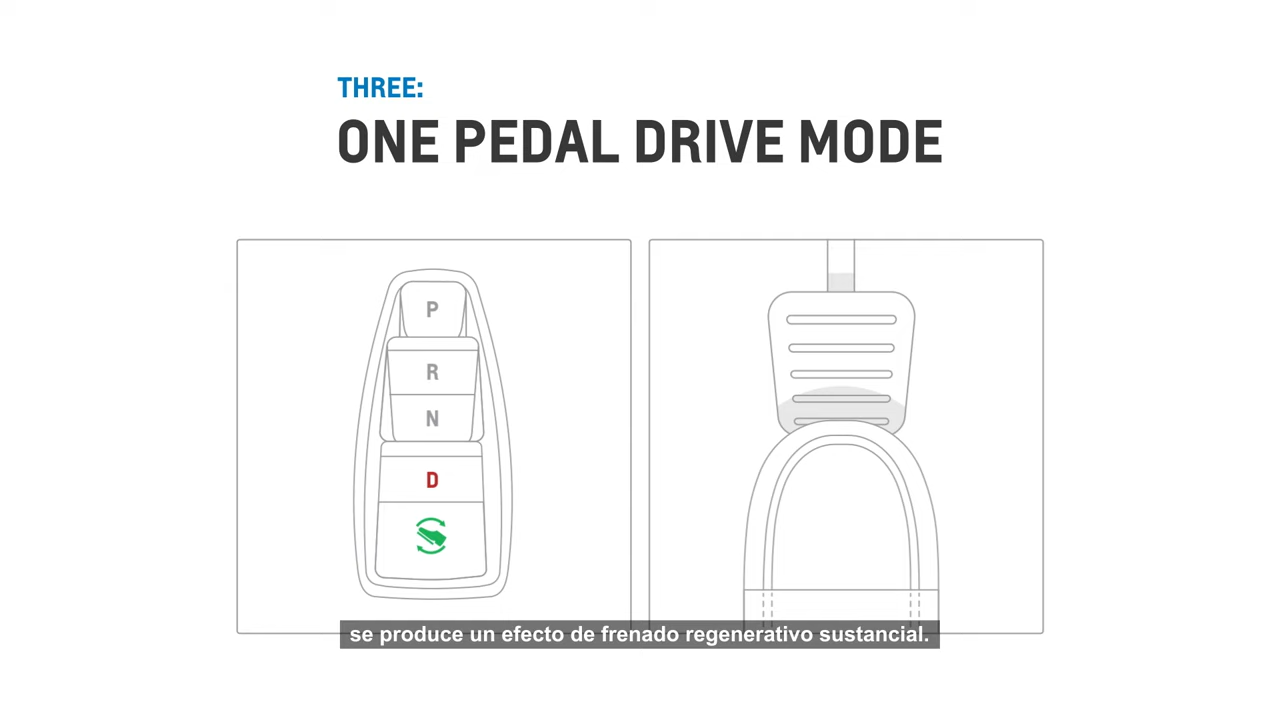 THREE:
ONE PEDAL DRIVE MODE
P
R
N
D
se produce un efecto de frenado regenerativo sustancial.